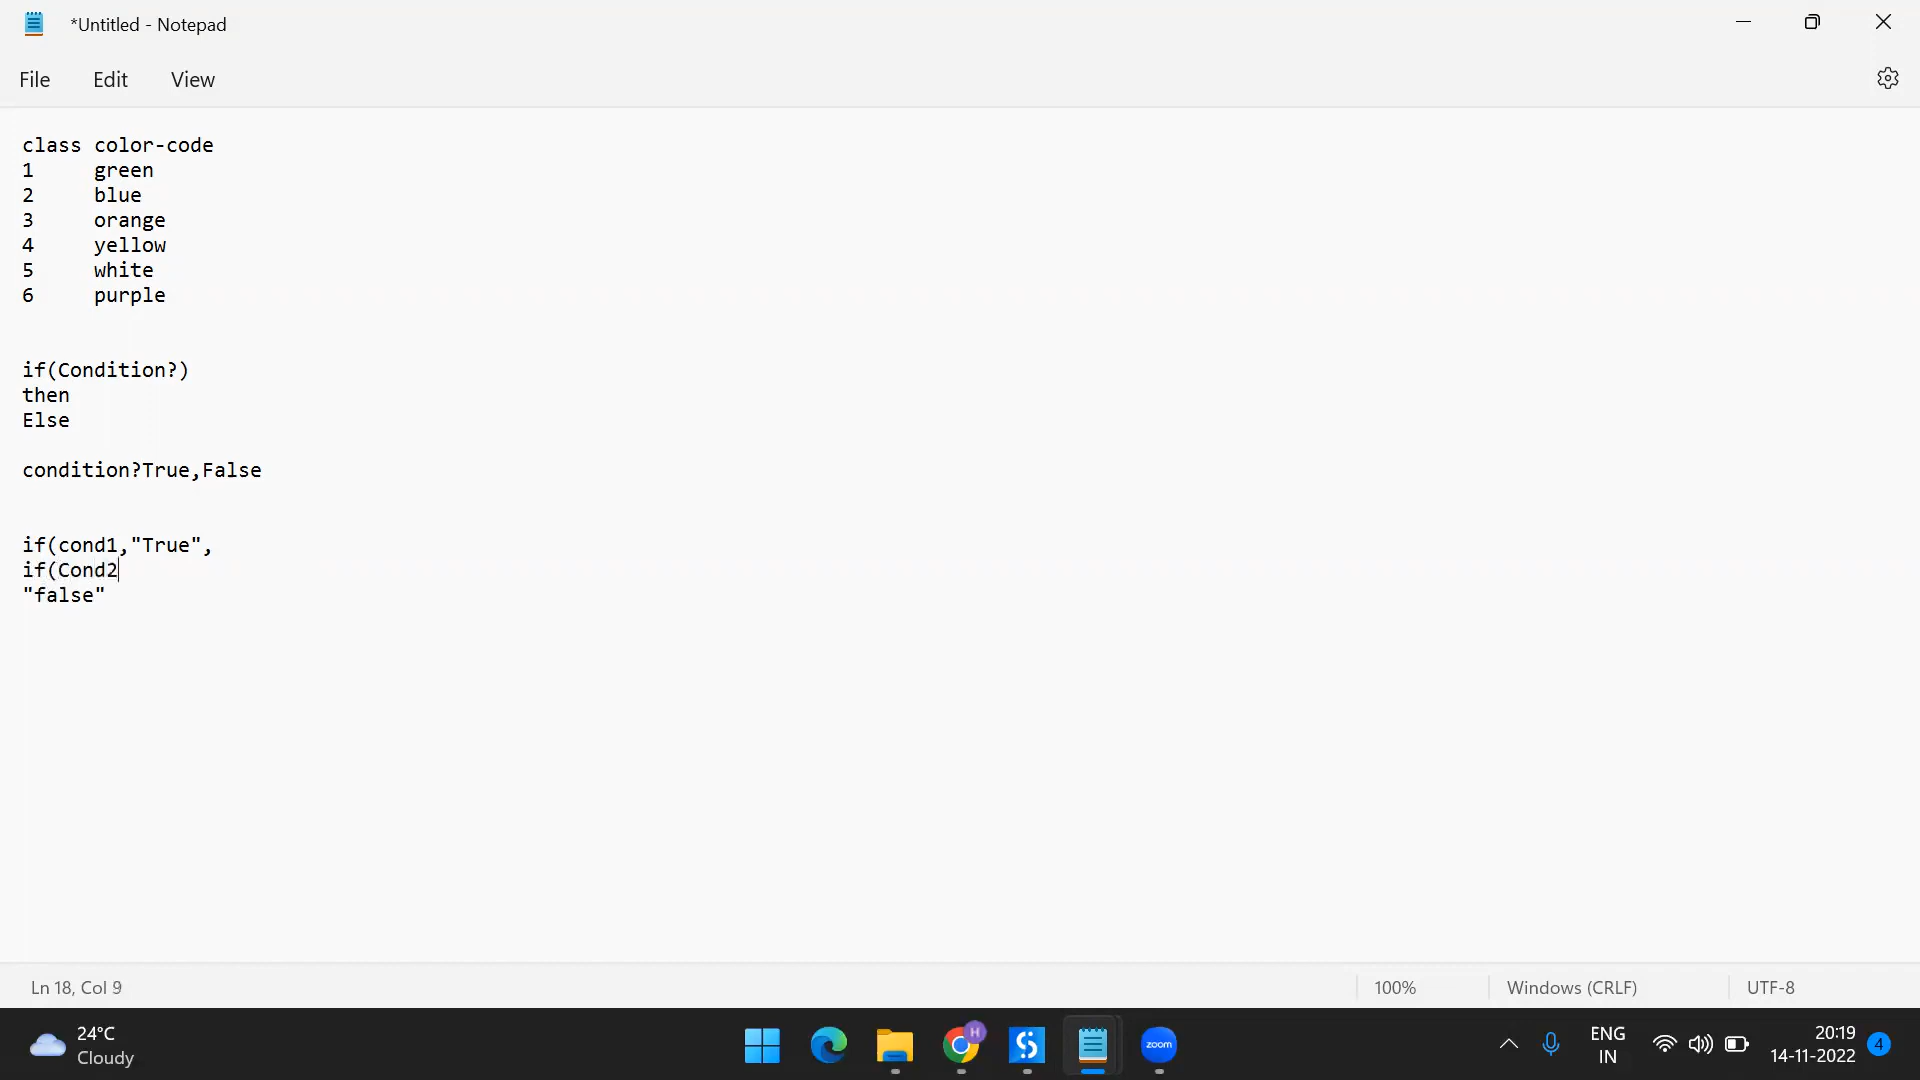 *Untitled - Notepad
File Edit View
class color-code
1 green
2 blue
3 orange
4 yellow
5 white
6 purple
if(Condition?)
then
Else
condition?True,False
if(cond1,"True",
if(Cond2
"false"
Ln 18, Col 9 100% Windows (CRLF) UTF-8
24°C
Cloudy
H
zoom
ENG
IN
20:19
14-11-2022
4